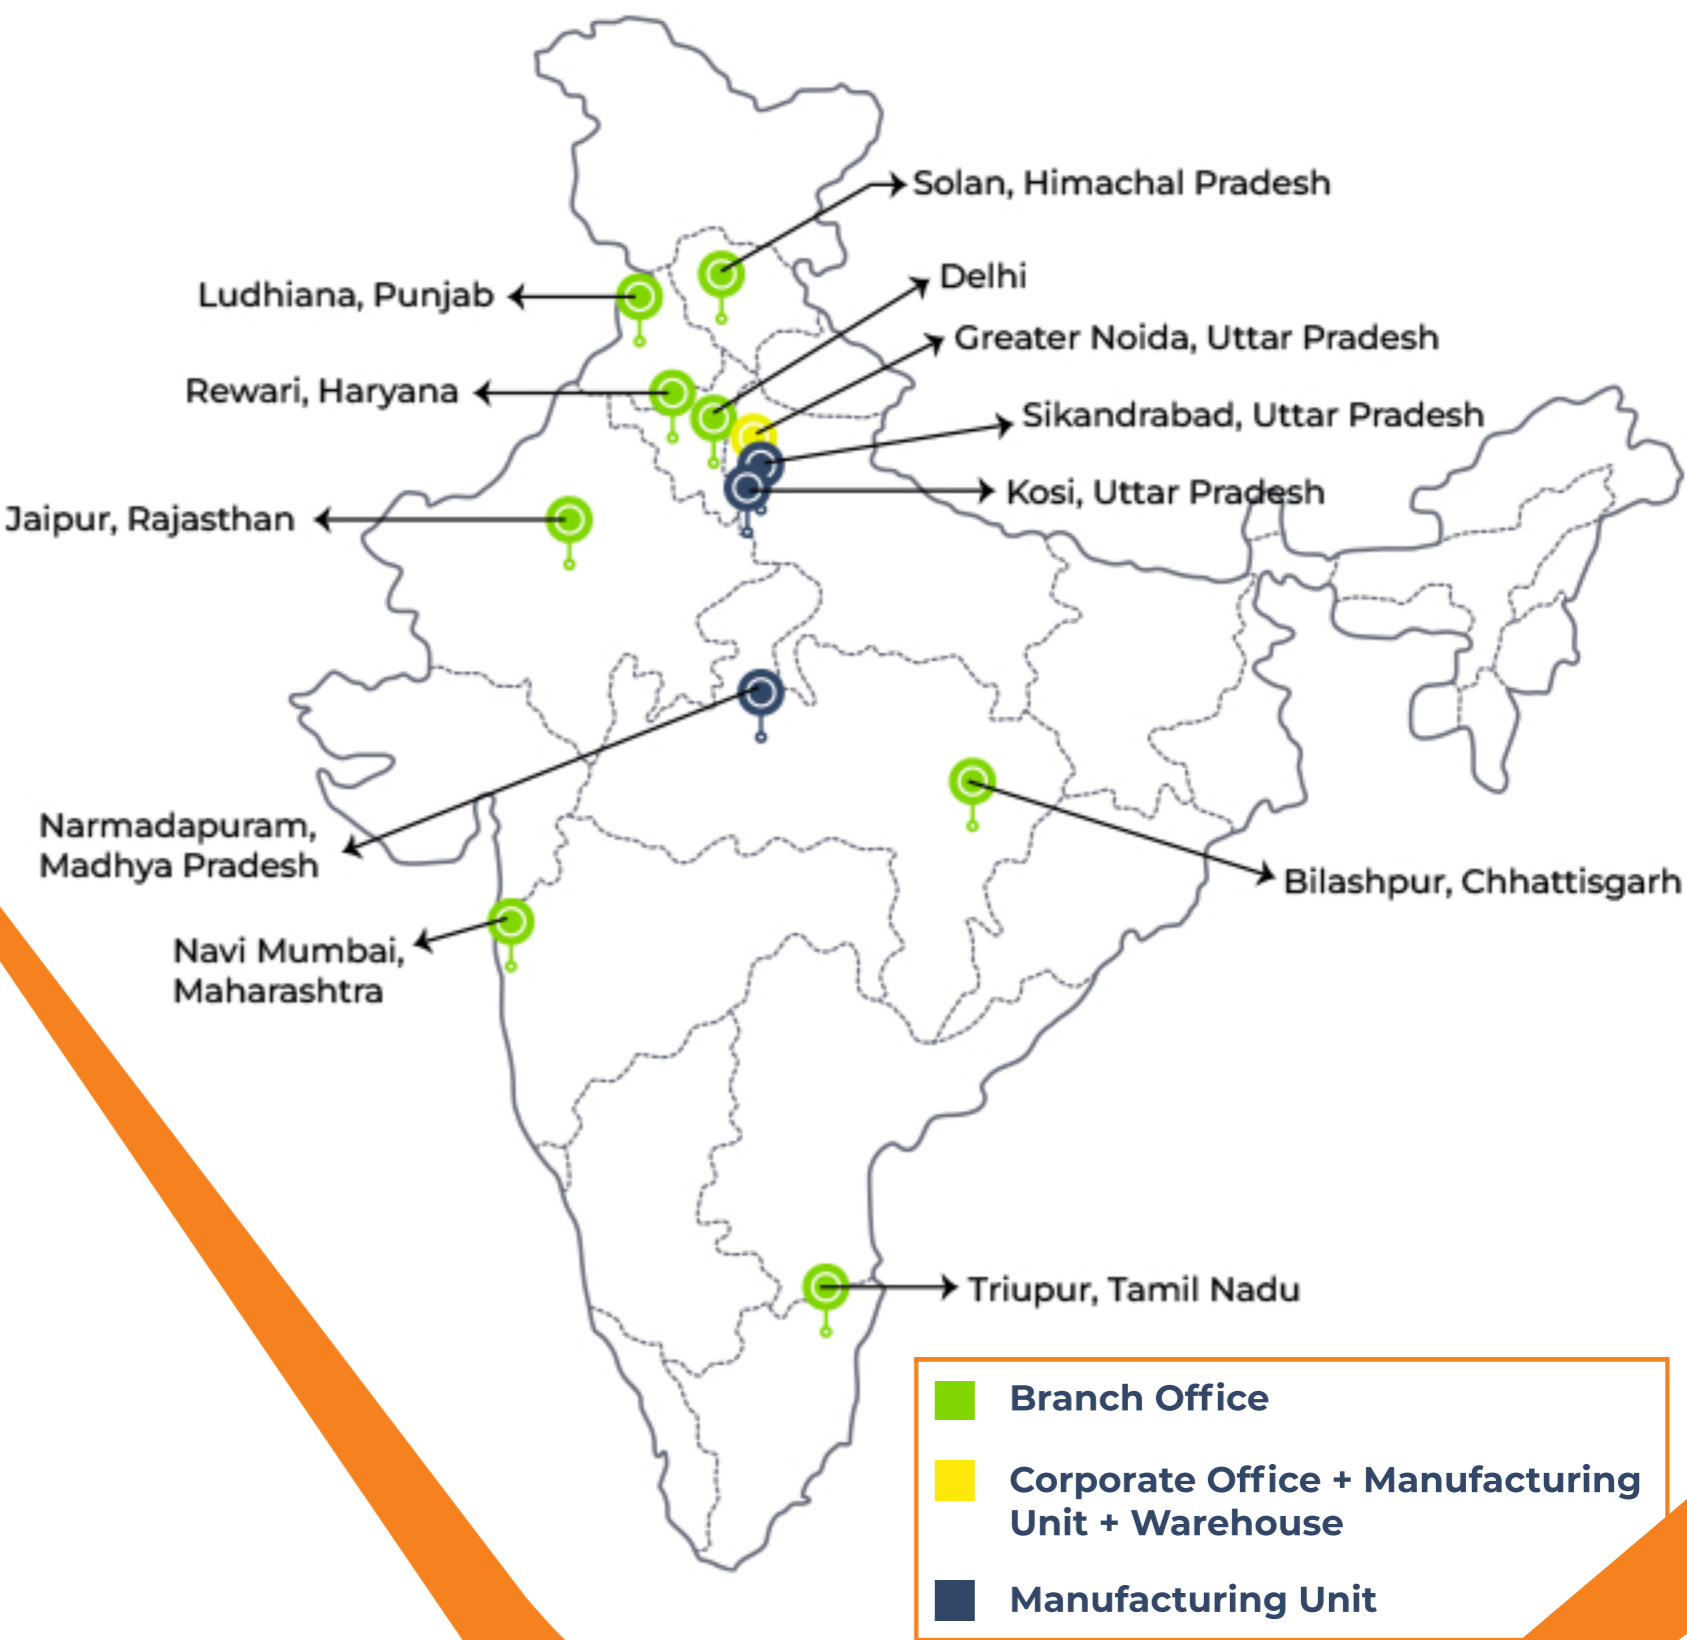 Solan, Himachal Pradesh
Delhi
Ludhiana, Punjab
Greater Noida, Uttar Pradesh
Rewari, Haryana
Sikandrabad, Uttar Pradesh
Kosi, Uttar Pradesh
Jaipur, Rajasthan
Narmadapuram,
Madhya Pradesh
Bilashpur, Chhattisgarh
Navi Mumbai,
Maharashtra
Triupur, Tamil Nadu
Branch Office
Corporate Office + Manufacturing
Unit + Warehouse
Manufacturing Unit